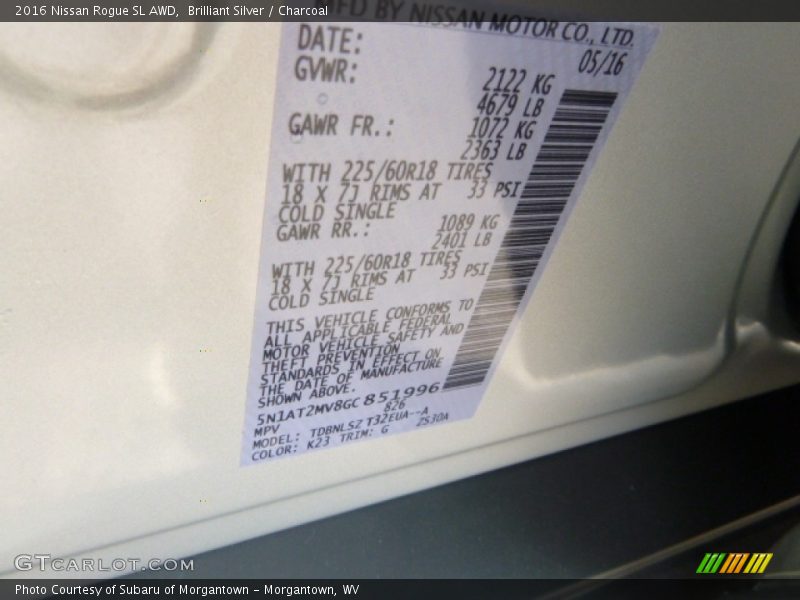 2016 Nissan Rogue SL AWD, Brilliant Silver / Charcoal
BY NISSAN MOTOR CO., LTD.
DATE: 05/16
GVWR: 2122 KG
4679 LB
GAWR FR.: 1072 KG
2363 LB
WITH 225/60R18 TIRES
18 X 7J RIMS AT 33 PSI
COLD SINGLE
GAWR RR.: 1089 KG
2401 LB
WITH 225/60R18 TIRES
18 X 7J RIMS AT 33 PSI
COLD SINGLE
THIS VEHICLE CONFORMS TO
ALL APPLICABLE FEDERAL
MOTOR VEHICLE SAFETY AND
THEFT PREVENTION
STANDARDS IN EFFECT ON
THE DATE OF MANUFACTURE
SHOWN ABOVE.
5N1AT2MV8GC851996
MPV 826
MODEL: TDBNLSZ T32EUA--A
COLOR: K23 TRIM: G 2S30A
GTCARLOT.COM
Photo Courtesy of Subaru of Morgantown - Morgantown, WV